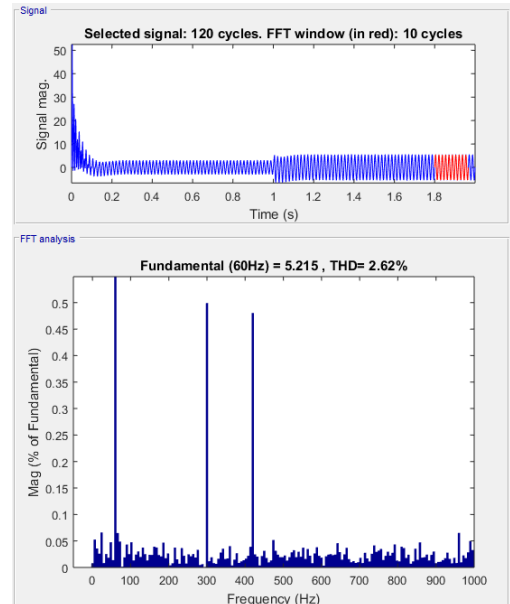 Signal
Selected signal: 120 cycles. FFT window (in red): 10 cycles
50
40
30
20
10
0
Signal mag.
0 0.2 0.4 0.6 0.8 1 1.2 1.4 1.6 1.8
Time (s)
FFT analysis
Fundamental (60Hz) = 5.215 , THD= 2.62%
0.5
0.45
0.4
0.35
0.3
0.25
0.2
0.15
0.1
0.05
0
Mag (% of Fundamental)
0 100 200 300 400 500 600 700 800 900 1000
Frequency (Hz)